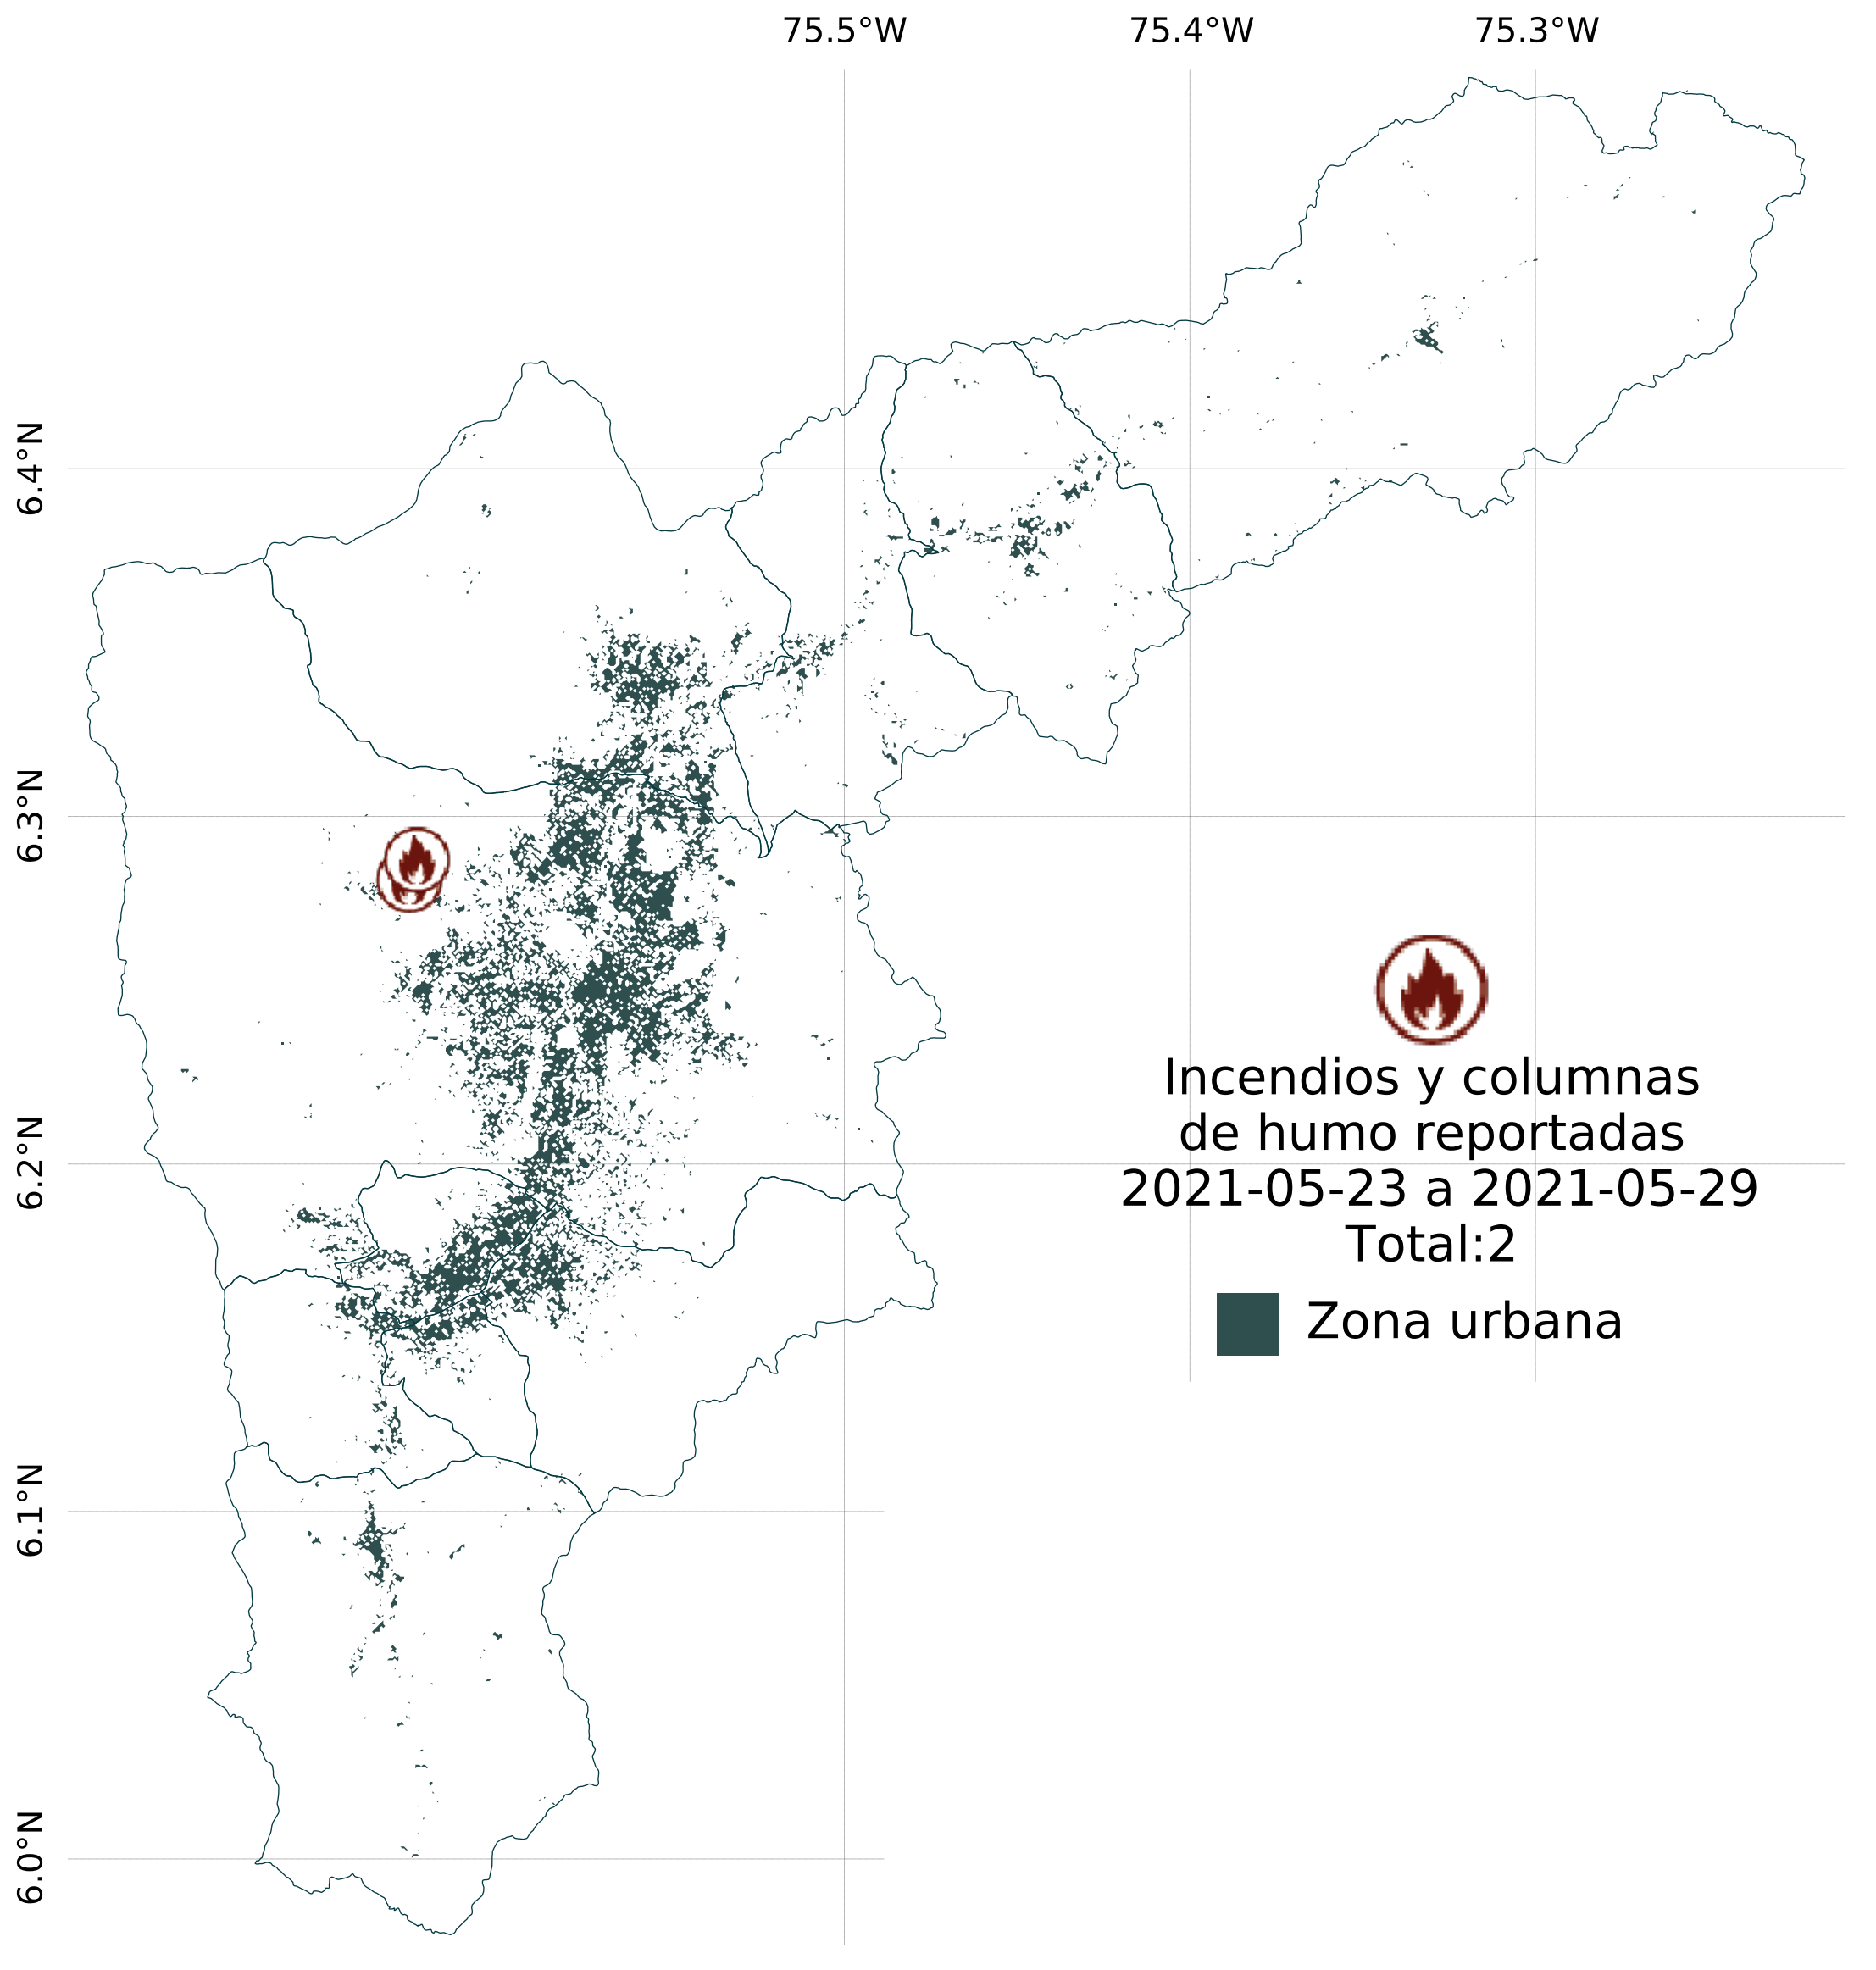 75.5°W 75.4°W 75.3°W
6.4°N
6.3°N
6.2°N
6.1°N
6.0°N
Incendios y columnas
de humo reportadas
2021-05-23 a 2021-05-29
Total:2
Zona urbana